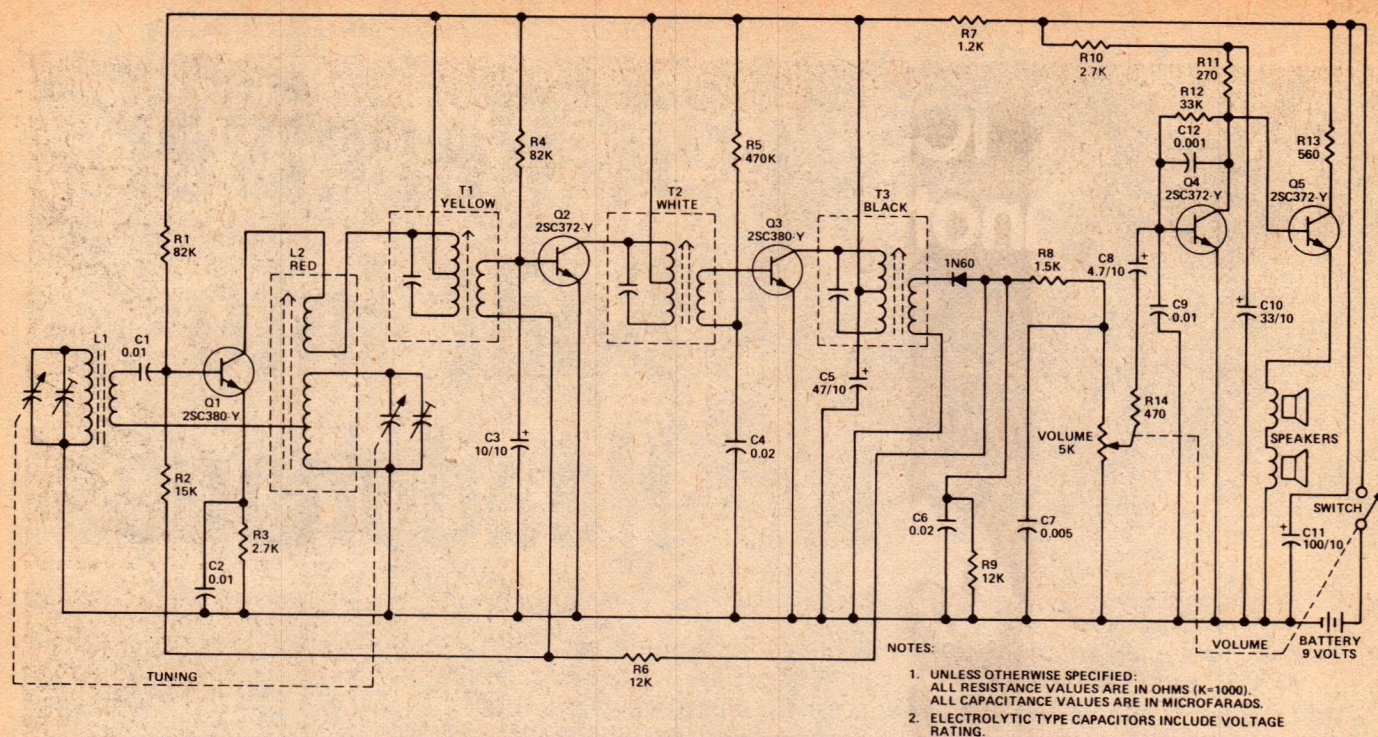 R7
1.2K
R10
2.7K
R11
270
R12
33K
C12
0.001
R13
560
R4
82K
R5
470K
T1
YELLOW
T2
WHITE
T3
BLACK
Q2
2SC372-Y
Q3
2SC380-Y
Q4
2SC372-Y
Q5
2SC372-Y
R1
82K
L2
RED
1N60
R8
1.5K
C8
4.7/10
+
C9
0.01
+
C10
33/10
L1
C1
0.01
Q1
2SC380-Y
C5
47/10
+
R14
470
VOLUME
5K
SPEAKERS
C3
10/10
+
C4
0.02
R2
15K
R3
2.7K
C2
0.01
C6
0.02
R9
12K
C7
0.005
SWITCH
+
C11
100/10
BATTERY
9 VOLTS
VOLUME
TUNING
R6
12K
NOTES:
1. UNLESS OTHERWISE SPECIFIED:
ALL RESISTANCE VALUES ARE IN OHMS (K=1000).
ALL CAPACITANCE VALUES ARE IN MICROFARADS.
2. ELECTROLYTIC TYPE CAPACITORS INCLUDE VOLTAGE
RATING.